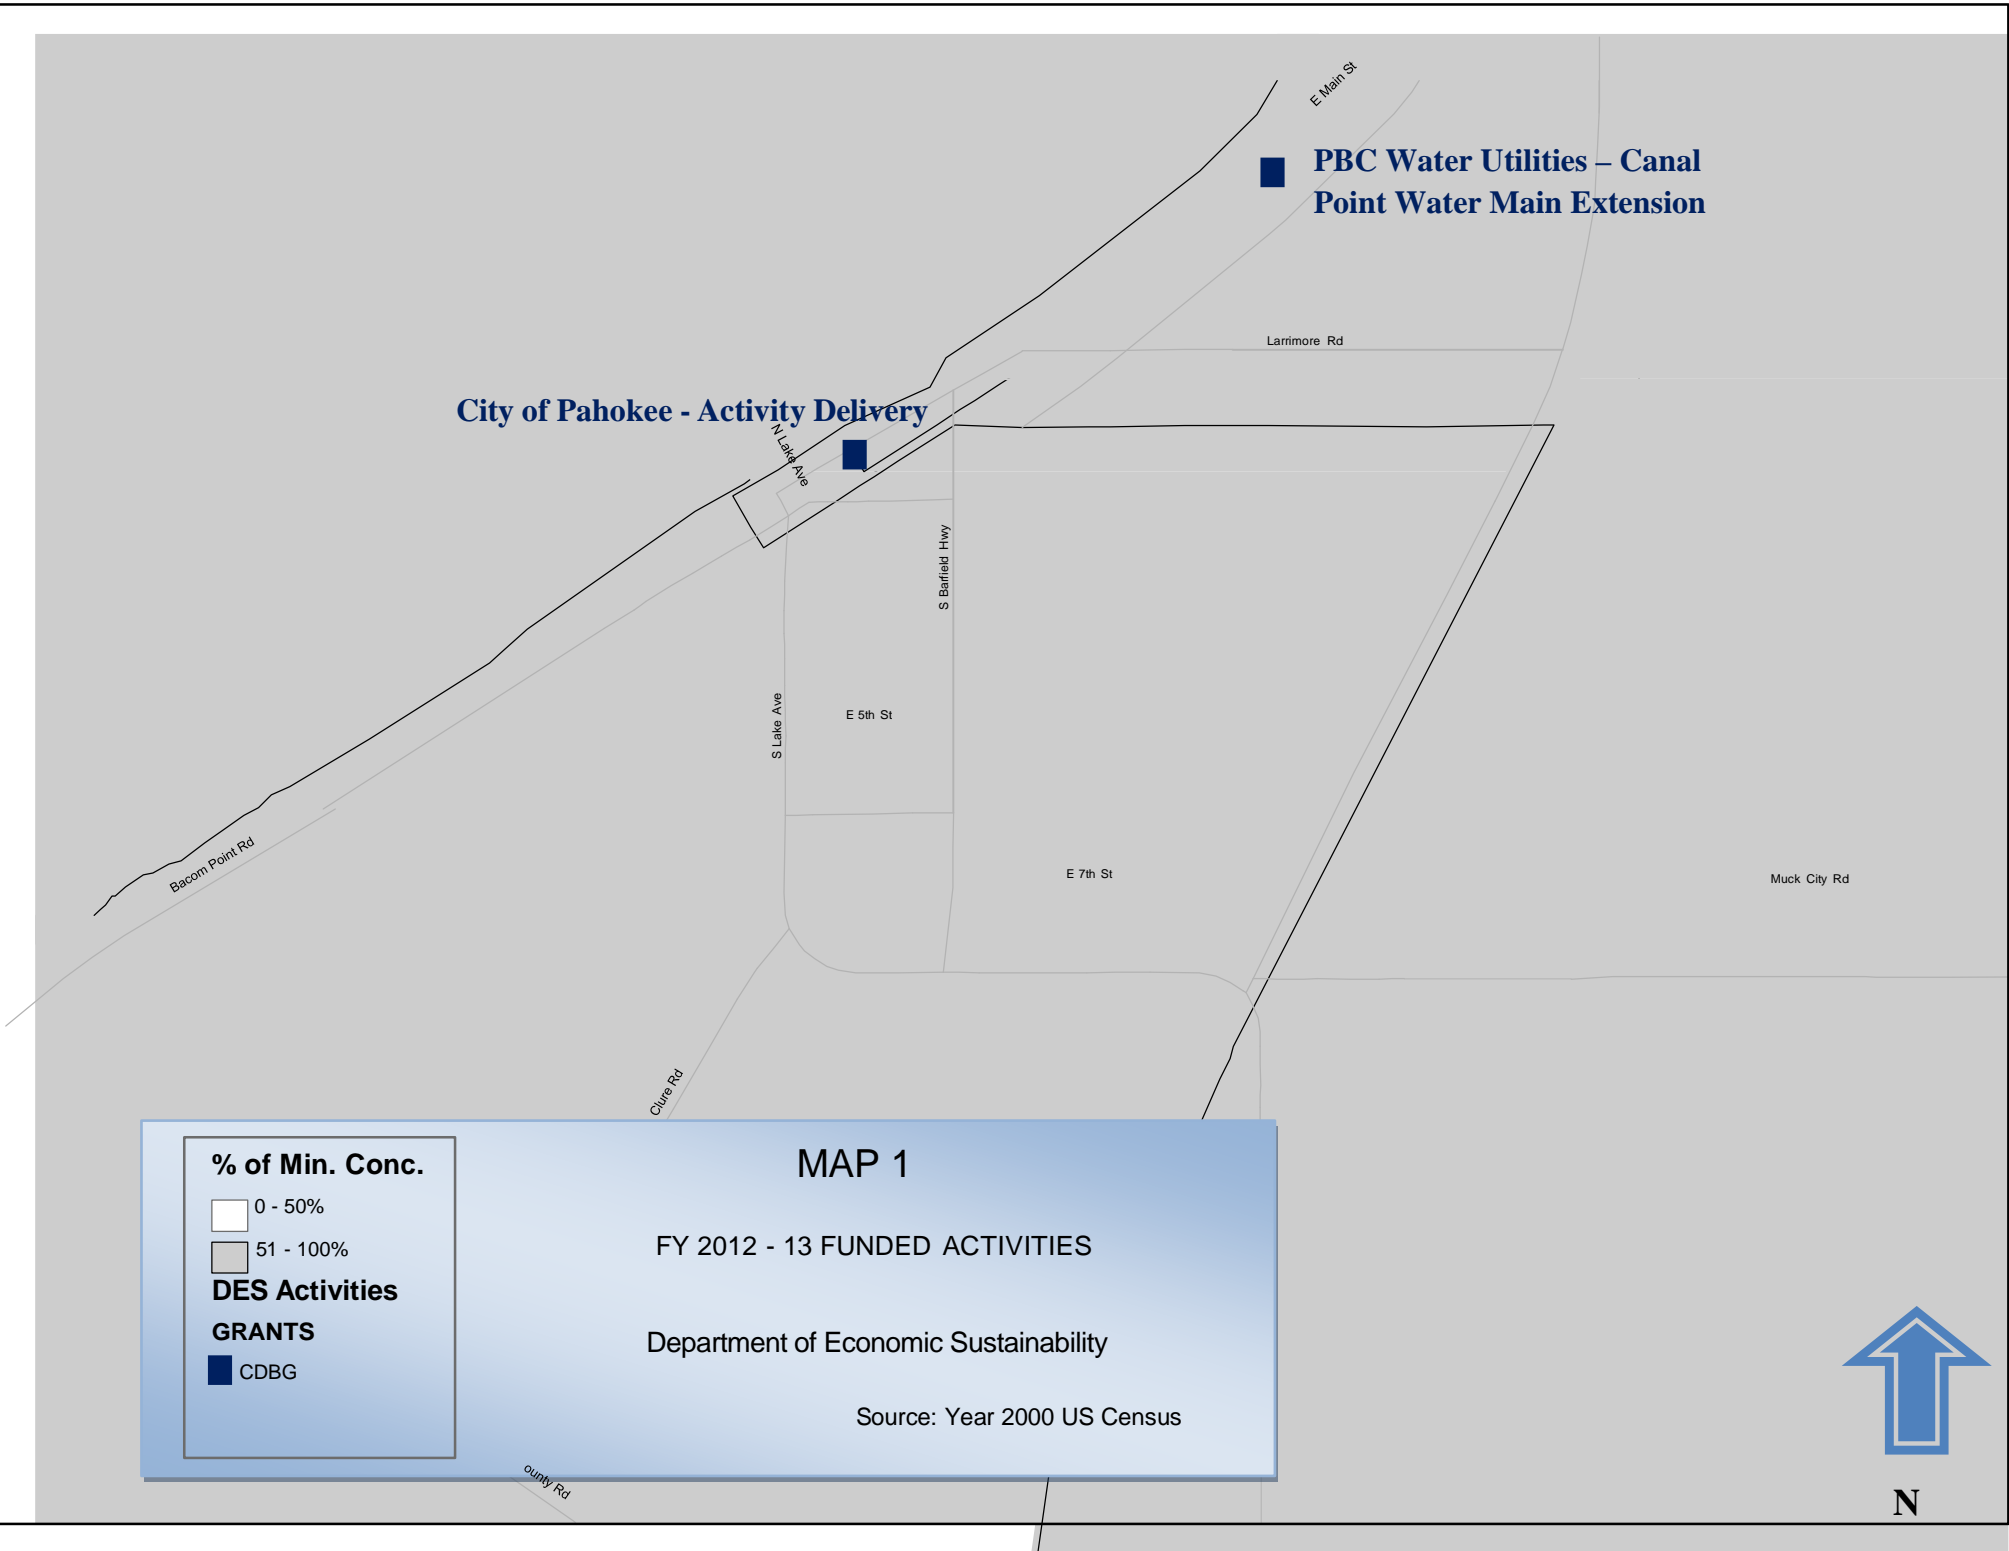 E Main St
PBC Water Utilities – Canal
Point Water Main Extension
Larrimore Rd
City of Pahokee - Activity Delivery
N Lake Ave
S Barfield Hwy
S Lake Ave
E 5th St
Bacom Point Rd
E 7th St
Muck City Rd
Clure Rd
% of Min. Conc.
0 - 50%
51 - 100%
DES Activities
GRANTS
CDBG
MAP 1
FY 2012 - 13 FUNDED ACTIVITIES
Department of Economic Sustainability
Source: Year 2000 US Census
ounty Rd
N